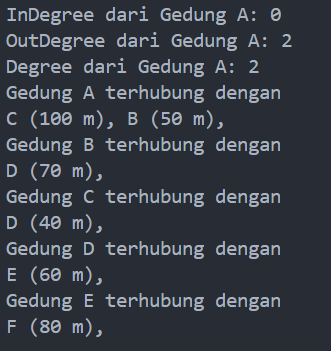 InDegree dari Gedung A: 0
OutDegree dari Gedung A: 2
Degree dari Gedung A: 2
Gedung A terhubung dengan
C (100 m), B (50 m),
Gedung B terhubung dengan
D (70 m),
Gedung C terhubung dengan
D (40 m),
Gedung D terhubung dengan
E (60 m),
Gedung E terhubung dengan
F (80 m),